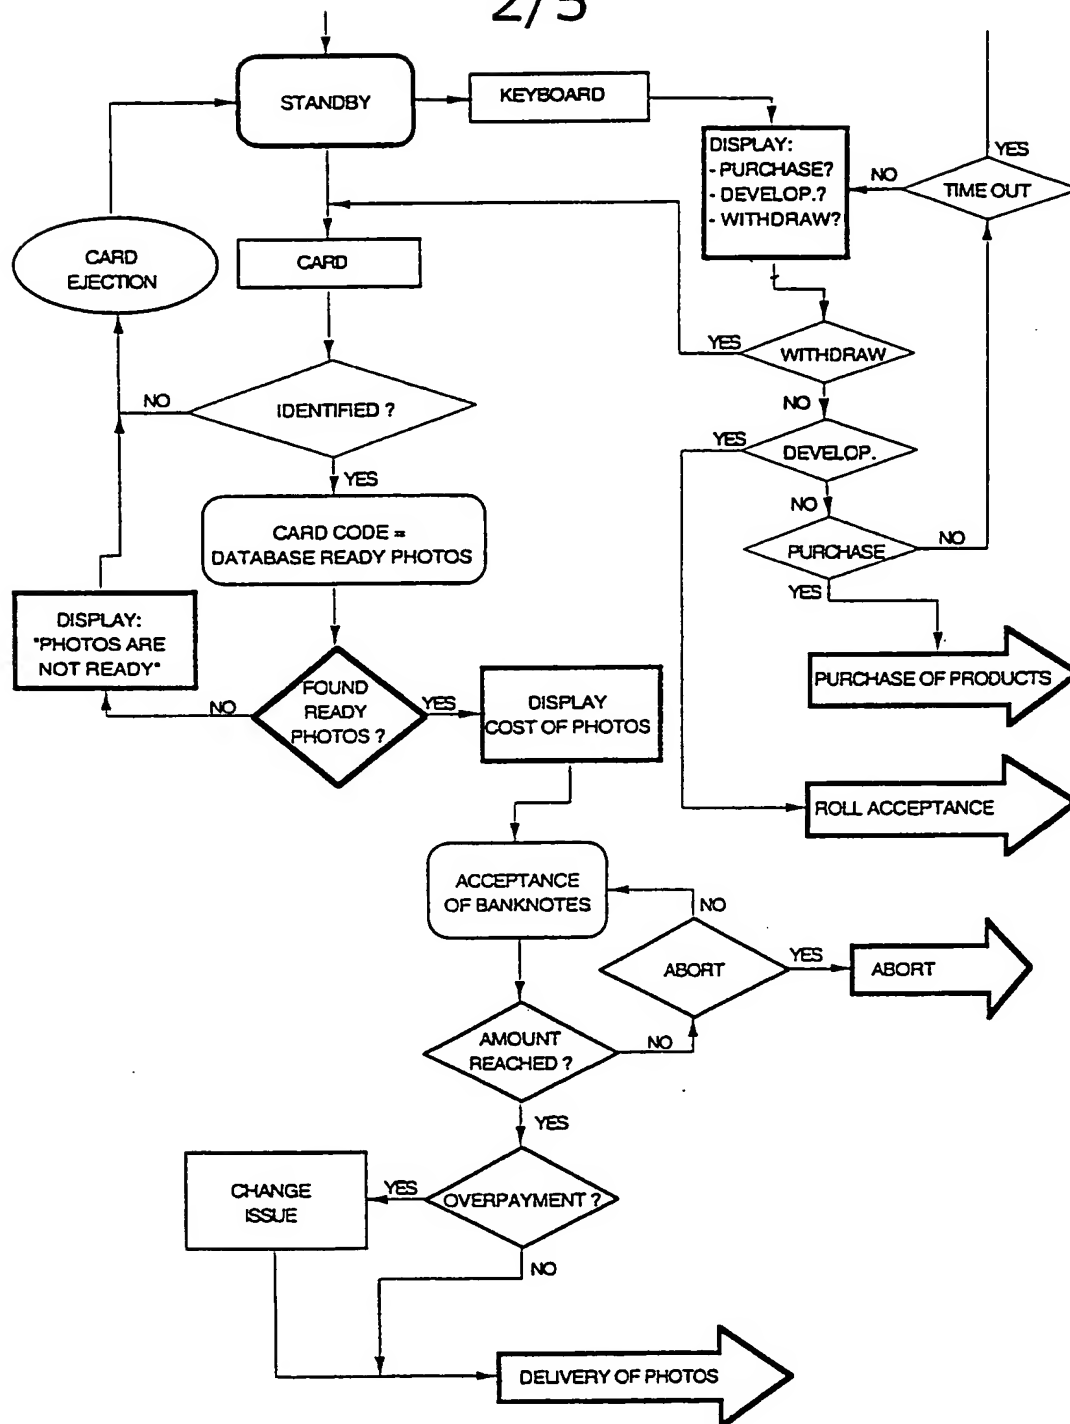 2/5
STANDBY
KEYBOARD
DISPLAY:
- PURCHASE?
- DEVELOP.?
- WITHDRAW?
NO
YES
TIME OUT
CARD
EJECTION
CARD
YES
WITHDRAW
NO
IDENTIFIED ?
NO
YES
DEVELOP.
YES
NO
CARD CODE =
DATABASE READY PHOTOS
PURCHASE
NO
YES
DISPLAY:
"PHOTOS ARE
NOT READY"
PURCHASE OF PRODUCTS
NO
FOUND
READY
PHOTOS ?
YES
DISPLAY
COST OF PHOTOS
ROLL ACCEPTANCE
ACCEPTANCE
OF BANKNOTES
NO
ABORT
YES
ABORT
AMOUNT
REACHED ?
NO
YES
CHANGE
ISSUE
YES
OVERPAYMENT ?
NO
DELIVERY OF PHOTOS